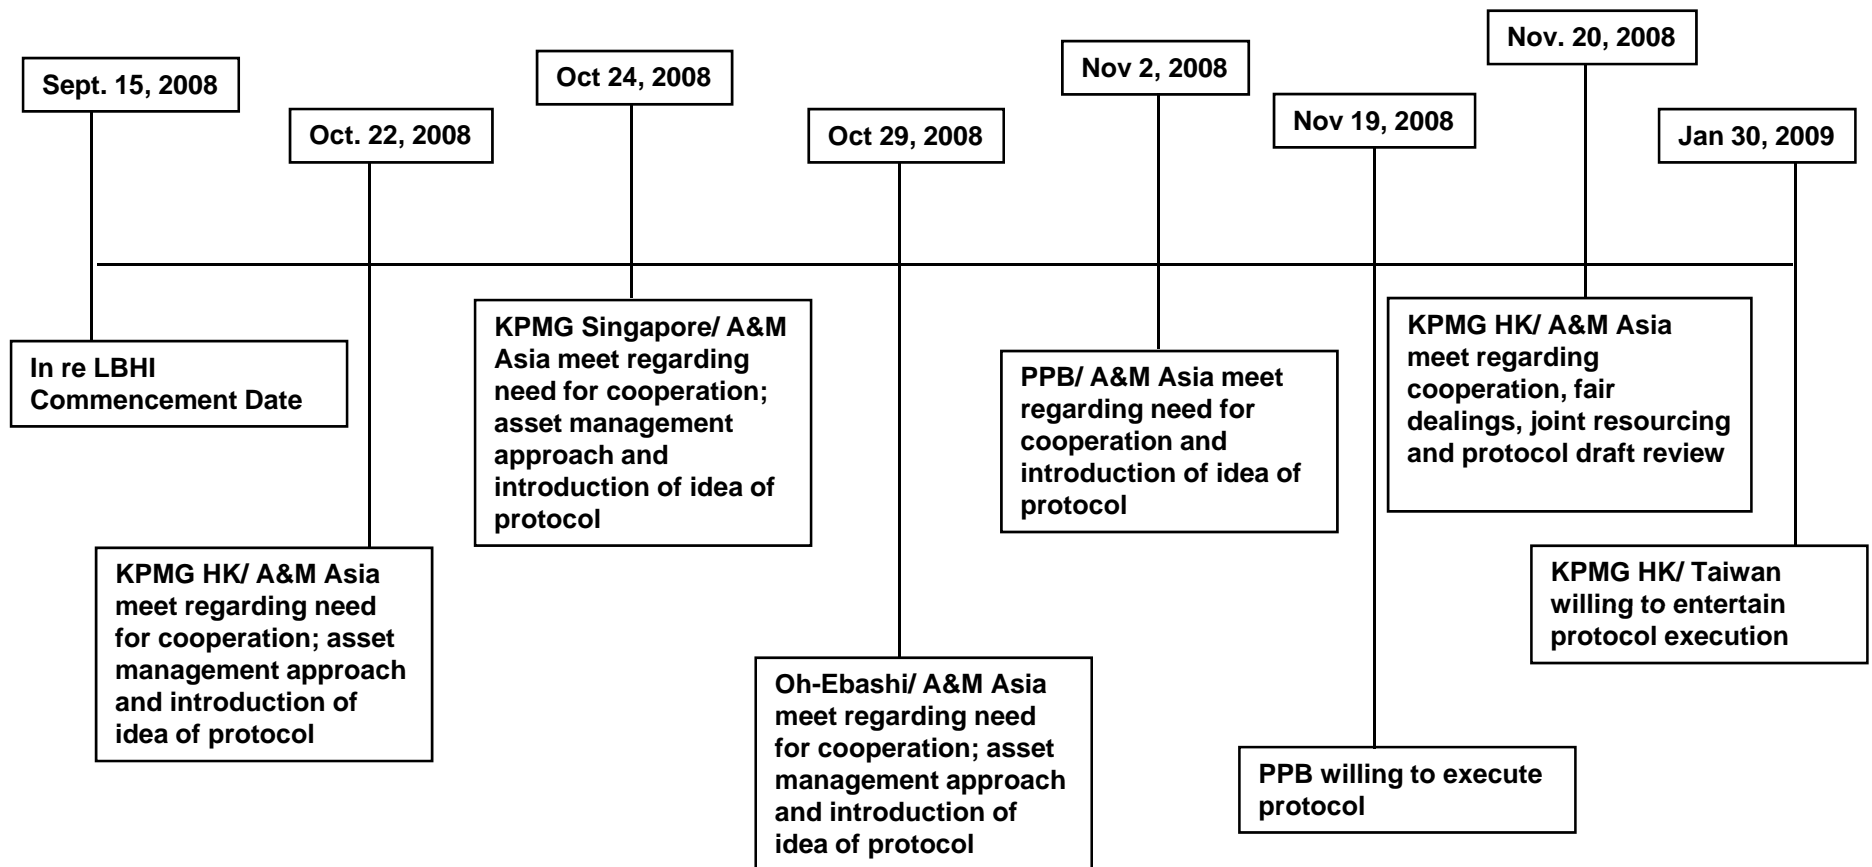 Sept. 15, 2008
In re LBHI
Commencement Date
Oct. 22, 2008
KPMG HK/ A&M Asia
meet regarding need
for cooperation; asset
management approach
and introduction of
idea of protocol
Oct 24, 2008
KPMG Singapore/ A&M
Asia meet regarding
need for cooperation;
asset management
approach and
introduction of idea of
protocol
Oct 29, 2008
Oh-Ebashi/ A&M Asia
meet regarding need
for cooperation; asset
management approach
and introduction of
idea of protocol
Nov 2, 2008
PPB/ A&M Asia meet
regarding need for
cooperation and
introduction of idea of
protocol
Nov 19, 2008
PPB willing to execute
protocol
Nov. 20, 2008
KPMG HK/ A&M Asia
meet regarding
cooperation, fair
dealings, joint resourcing
and protocol draft review
Jan 30, 2009
KPMG HK/ Taiwan
willing to entertain
protocol execution